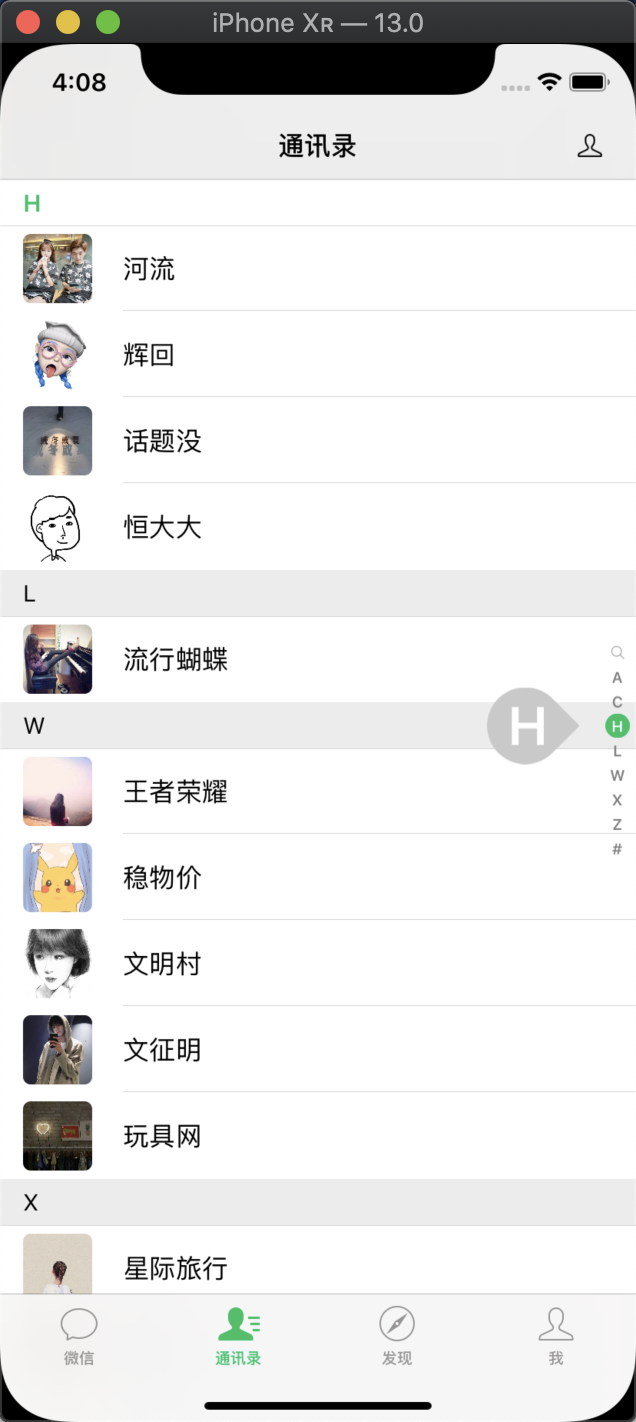 iPhone Xʀ — 13.0
4:08
通讯录
H
河流
辉回
话题没
恒大大
L
流行蝴蝶
W
王者荣耀
稳物价
文明村
文征明
玩具网
X
星际旅行
H
A
C
H
L
W
X
Z
#
微信
通讯录
发现
我